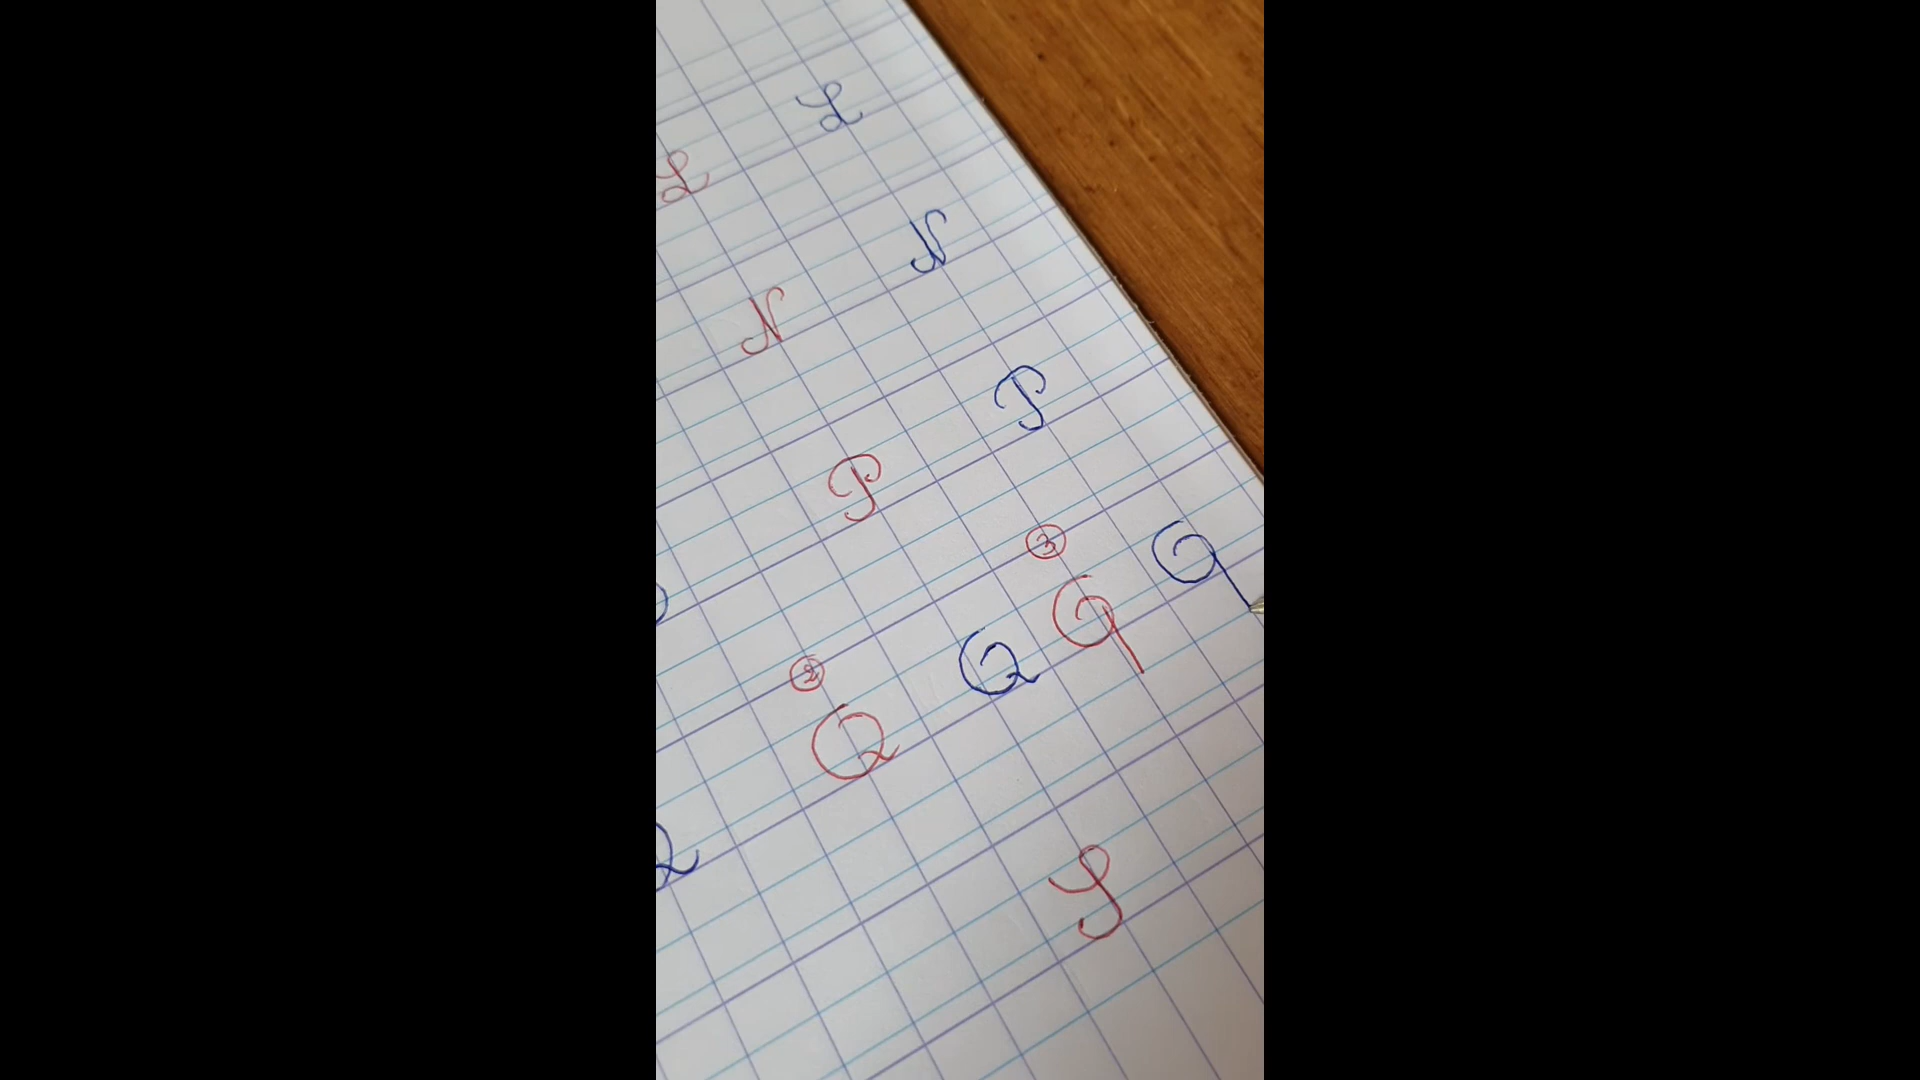 L L
N N
P P
② Q Q ③ Q Q
S